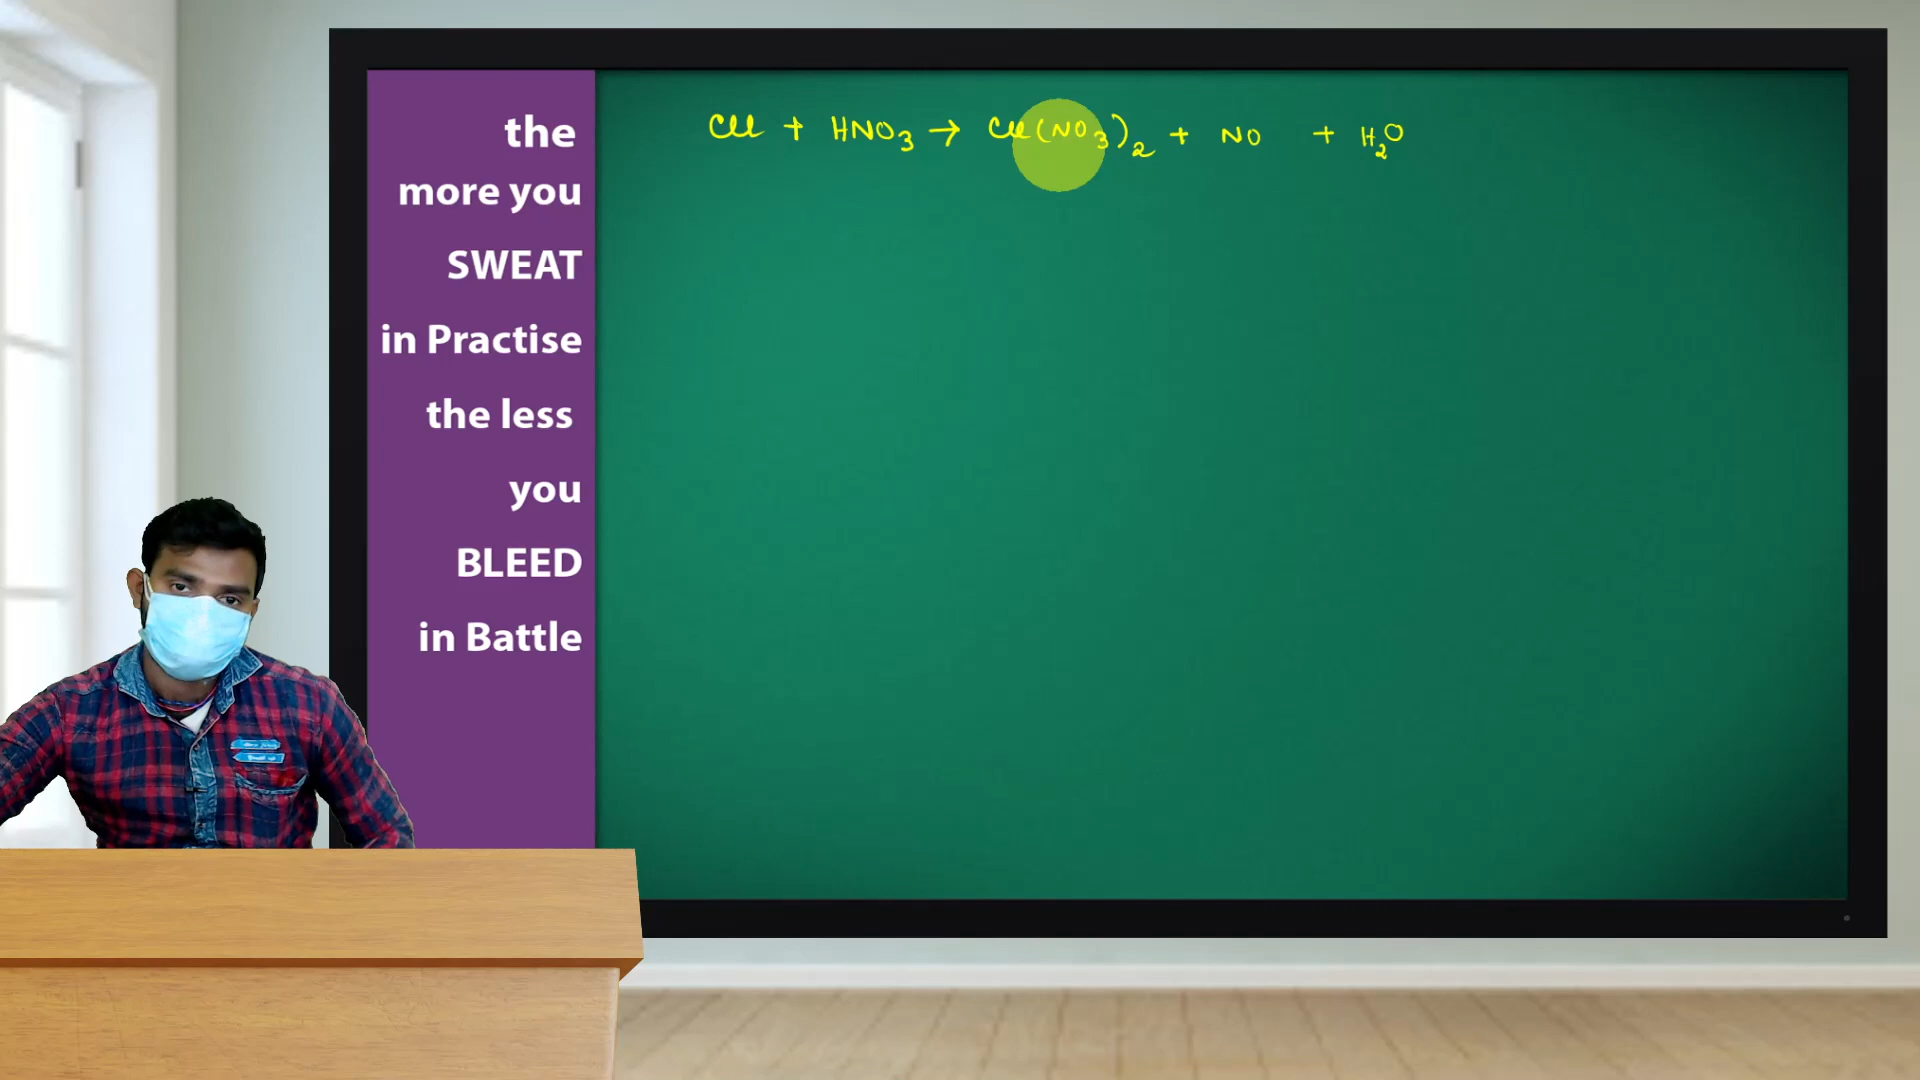 the
more you
SWEAT
in Practise
the less
you
BLEED
in Battle
Cu + HNO₃ → Cu(NO₃)₂ + NO + H₂O